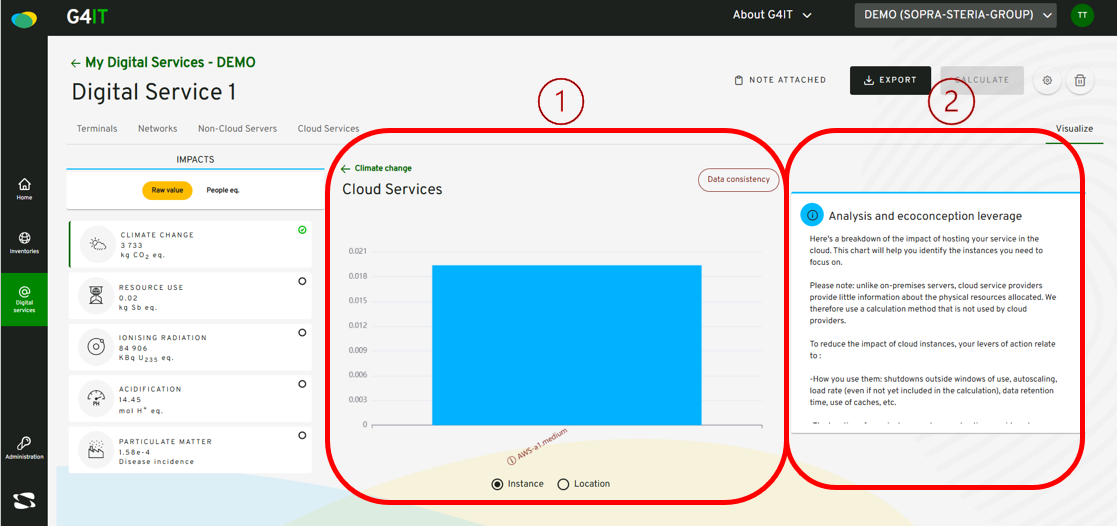 G4IT
About G4IT
DEMO (SOPRA-STERIA-GROUP)
TT
← My Digital Services - DEMO
Digital Service 1
NOTE ATTACHED
EXPORT
CALCULATE
1
2
Terminals
Networks
Non-Cloud Servers
Cloud Services
Visualize
Home
Inventories
Digital
services
Administration
IMPACTS
Raw value
People eq.
CLIMATE CHANGE
3 733
kg CO2 eq.
RESOURCE USE
0.02
kg Sb eq.
IONISING RADIATION
84 906
KBq U235 eq.
PH
ACIDIFICATION
14.45
mol H+ eq.
PARTICULATE MATTER
1.58e-4
Disease incidence
← Climate change
Cloud Services
Data consistency
0.021
0.018
0.015
0.012
0.009
0.006
0.003
0
AWS-a1.medium
Instance
Location
Analysis and ecoconception leverage
Here's a breakdown of the impact of hosting your service in the
cloud. This chart will help you identify the instances you need to
focus on.
Please note: unlike on-premises servers, cloud service providers
provide little information about the physical resources allocated. We
therefore use a calculation method that is not used by cloud
providers.
To reduce the impact of cloud instances, your levers of action relate
to :
-How you use them: shutdowns outside windows of use, autoscaling,
load rate (even if not yet included in the calculation), data retention
time, use of caches, etc.